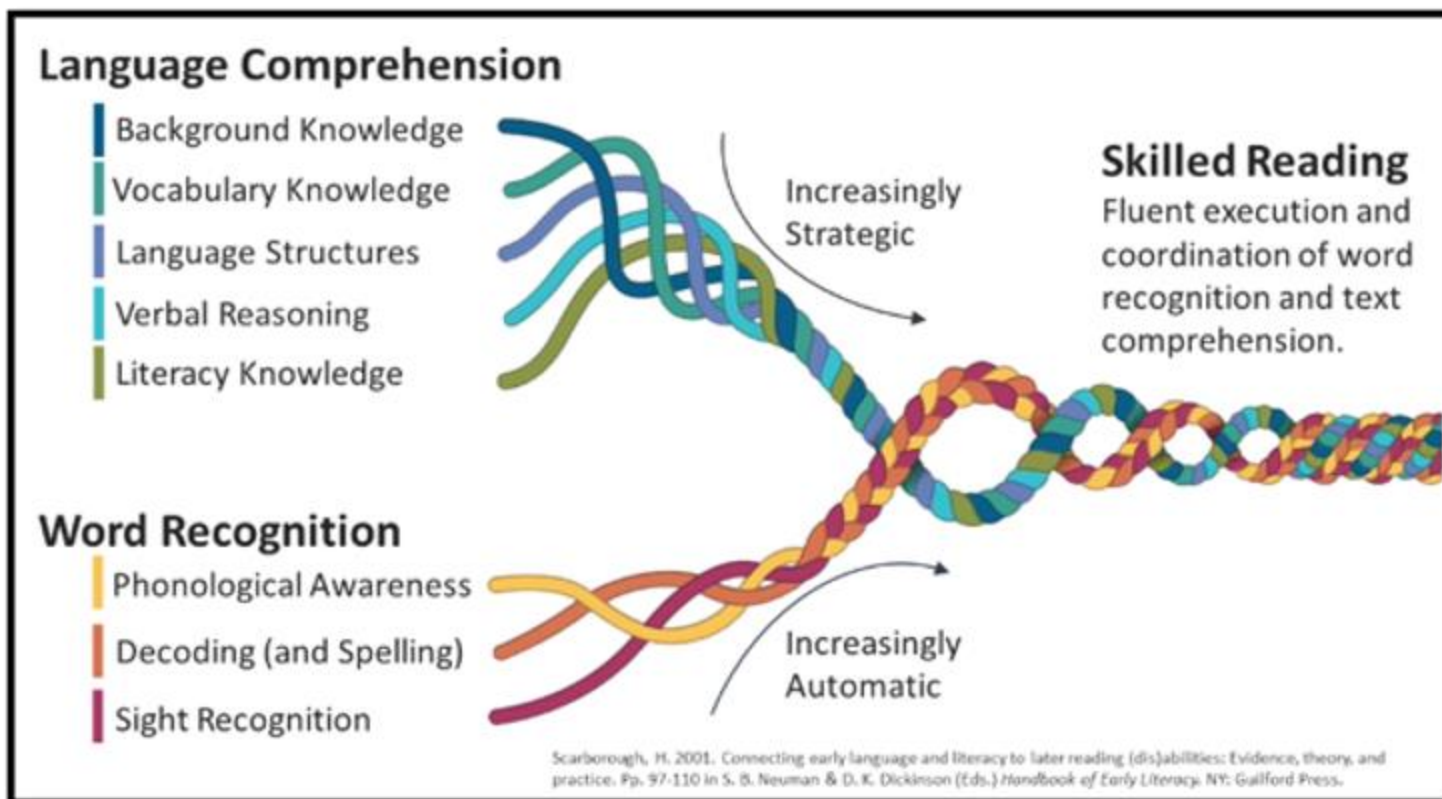 Language Comprehension
Background Knowledge
Vocabulary Knowledge
Language Structures
Verbal Reasoning
Literacy Knowledge
Increasingly
Strategic
Skilled Reading
Fluent execution and
coordination of word
recognition and text
comprehension.
Word Recognition
Phonological Awareness
Decoding (and Spelling)
Sight Recognition
Increasingly
Automatic
Scarborough, H. 2001. Connecting early language and literacy to later reading (dis)abilities: Evidence, theory, and
practice. Pp. 97-110 in S. B. Neuman & D. K. Dickinson (Eds.) Handbook of Early Literacy. NY: Guilford Press.